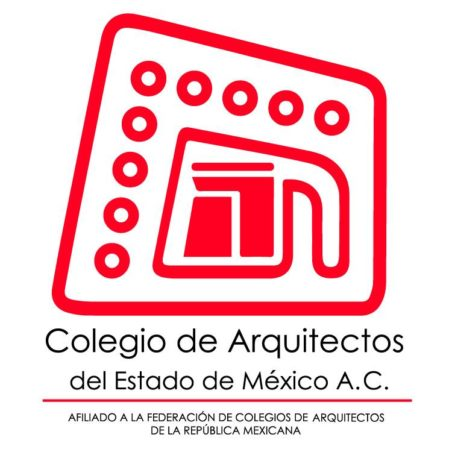 Colegio de Arquitectos
del Estado de México A.C.
AFILIADO A LA FEDERACIÓN DE COLEGIOS DE ARQUITECTOS
DE LA REPÚBLICA MEXICANA